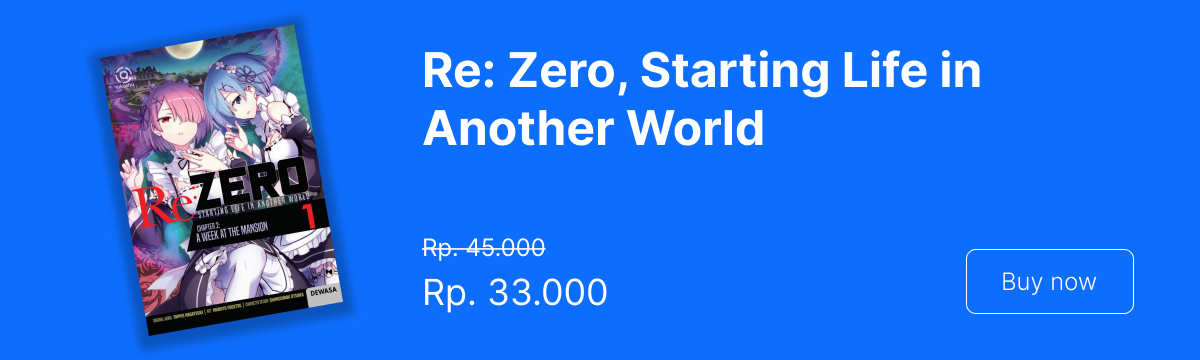 Re: Zero, Starting Life in
Another World
Rp. 45.000
Rp. 33.000
Buy now
Re:ZERO
STARTING LIFE IN ANOTHER WORLD
1
CHAPTER 2:
A WEEK AT THE MANSION
DEWASA